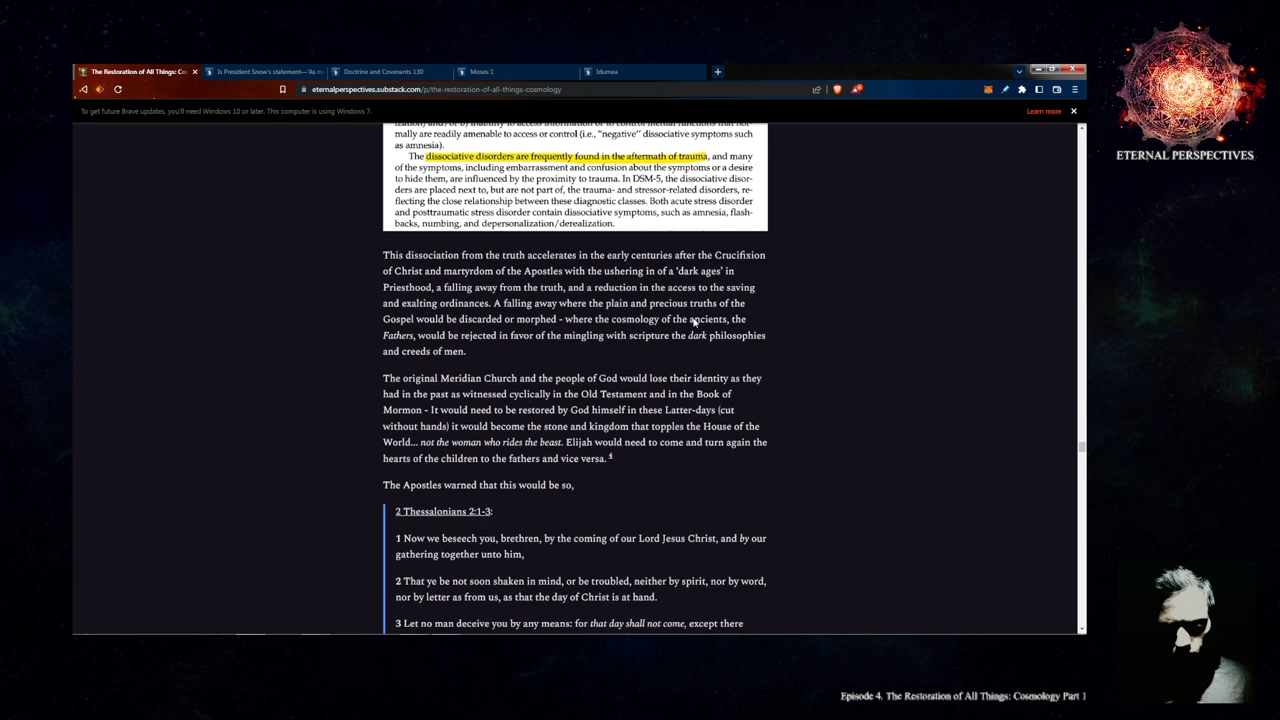 The Restoration of All Things: Co
Is President Snow's statement—'As m
Doctrine and Covenants 130
Moses 1
Idumea
eternalperspectives.substack.com/p/the-restoration-of-all-things-cosmology
To get future Brave updates, you'll need Windows 10 or later. This computer is using Windows 7.
Learn more
ETERNAL PERSPECTIVES
mally are readily amenable to access or control (i.e., "negative" dissociative symptoms such
as amnesia).
The dissociative disorders are frequently found in the aftermath of trauma, and many
of the symptoms, including embarrassment and confusion about the symptoms or a desire
to hide them, are influenced by the proximity to trauma. In DSM-5, the dissociative disor-
ders are placed next to, but are not part of, the trauma- and stressor-related disorders, re-
flecting the close relationship between these diagnostic classes. Both acute stress disorder
and posttraumatic stress disorder contain dissociative symptoms, such as amnesia, flash-
backs, numbing, and depersonalization/derealization.
This dissociation from the truth accelerates in the early centuries after the Crucifixion
of Christ and martyrdom of the Apostles with the ushering in of a 'dark ages' in
Priesthood, a falling away from the truth, and a reduction in the access to the saving
and exalting ordinances. A falling away where the plain and precious truths of the
Gospel would be discarded or morphed - where the cosmology of the ancients, the
Fathers, would be rejected in favor of the mingling with scripture the dark philosophies
and creeds of men.
The original Meridian Church and the people of God would lose their identity as they
had in the past as witnessed cyclically in the Old Testament and in the Book of
Mormon - It would need to be restored by God himself in these Latter-days (cut
without hands) it would become the stone and kingdom that topples the House of the
World... not the woman who rides the beast. Elijah would need to come and turn again the
hearts of the children to the fathers and vice versa. 4
The Apostles warned that this would be so,
2 Thessalonians 2:1-3:
1 Now we beseech you, brethren, by the coming of our Lord Jesus Christ, and by our
gathering together unto him,
2 That ye be not soon shaken in mind, or be troubled, neither by spirit, nor by word,
nor by letter as from us, as that the day of Christ is at hand.
3 Let no man deceive you by any means: for that day shall not come, except there
Episode 4. The Restoration of All Things: Cosmology Part 1